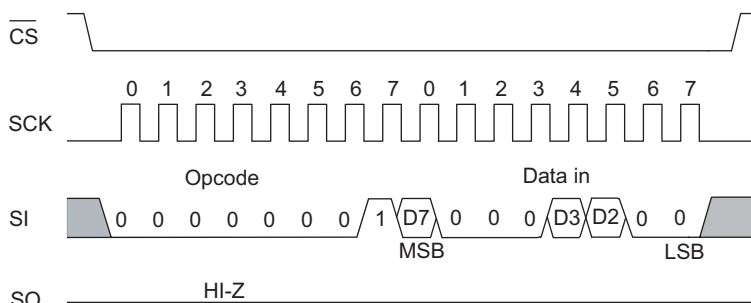 CS
0 1 2 3 4 5 6 7 0 1 2 3 4 5 6 7
SCK
Opcode Data in
SI 0 0 0 0 0 0 0 1 D7 0 0 0 D3 D2 0 0
MSB LSB
HI-Z
SO